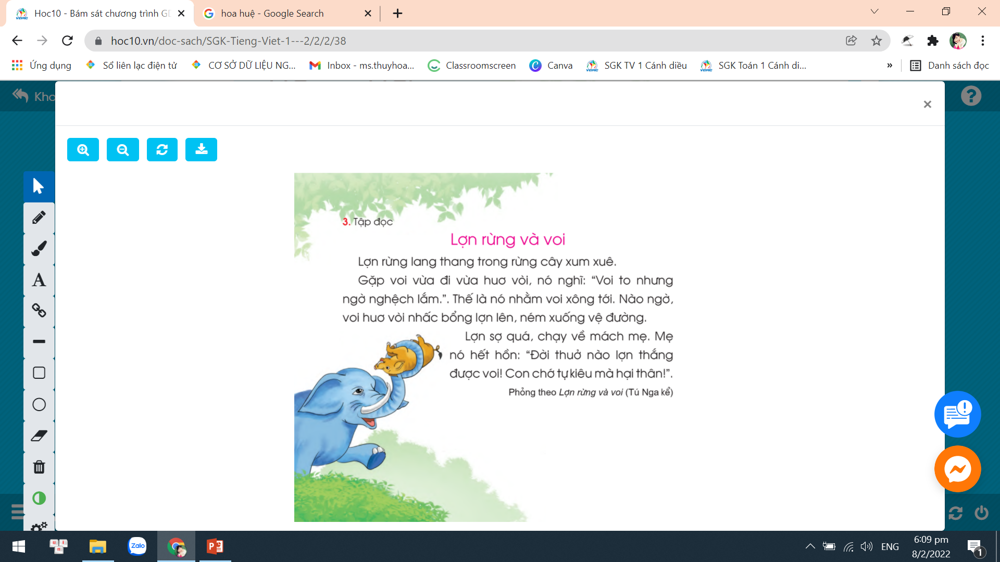 Hoc10 - Bám sát chương trình GD
hoa huệ - Google Search
hoc10.vn/doc-sach/SGK-Tieng-Viet-1---2/2/2/38
Ứng dụng
Sổ liên lạc điện tử
CƠ SỞ DỮ LIỆU NG...
Inbox - ms.thuyhoa...
Classroomscreen
Canva
SGK TV 1 Cánh diều
SGK Toán 1 Cánh di...
»
Danh sách đọc
Kho
3. Tập đọc
Lợn rừng và voi
Lợn rừng lang thang trong rừng cây xum xuê.
Gặp voi vừa đi vừa huơ vòi, nó nghĩ: “Voi to nhưng
ngờ nghệch lắm.”. Thế là nó nhằm voi xông tới. Nào ngờ,
voi huơ vòi nhấc bổng lợn lên, ném xuống vệ đường.
Lợn sợ quá, chạy về mách mẹ. Mẹ
nó hết hồn: “Đời thuở nào lợn thắng
được voi! Con chớ tự kiêu mà hại thân!”.
Phỏng theo Lợn rừng và voi (Tú Nga kể)
A
u i n
Zalo
P
ENG
6:09 pm
8/2/2022
1